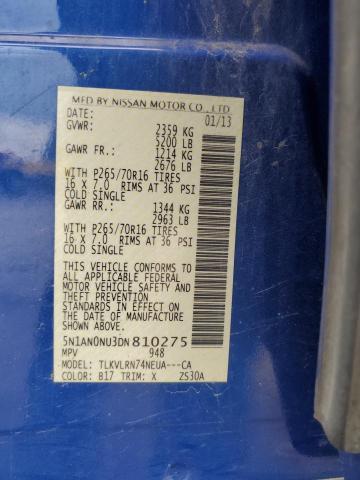 MFD BY NISSAN MOTOR CO., LTD
DATE: 01/13
GVWR: 2359 KG
5200 LB
GAWR FR.: 1214 KG
2676 LB
WITH P265/70R16 TIRES
16 X 7.0 RIMS AT 36 PSI
COLD SINGLE
GAWR RR.: 1344 KG
2963 LB
WITH P265/70R16 TIRES
16 X 7.0 RIMS AT 36 PSI
COLD SINGLE
THIS VEHICLE CONFORMS TO
ALL APPLICABLE FEDERAL
MOTOR VEHICLE SAFETY AND
THEFT PREVENTION
STANDARDS IN EFFECT ON
THE DATE OF MANUFACTURE
SHOWN ABOVE.
5N1AN0NU3DN810275
MPV 948
MODEL: TLKVLRN74NEUA---CA
COLOR: B17 TRIM: X ZS30A